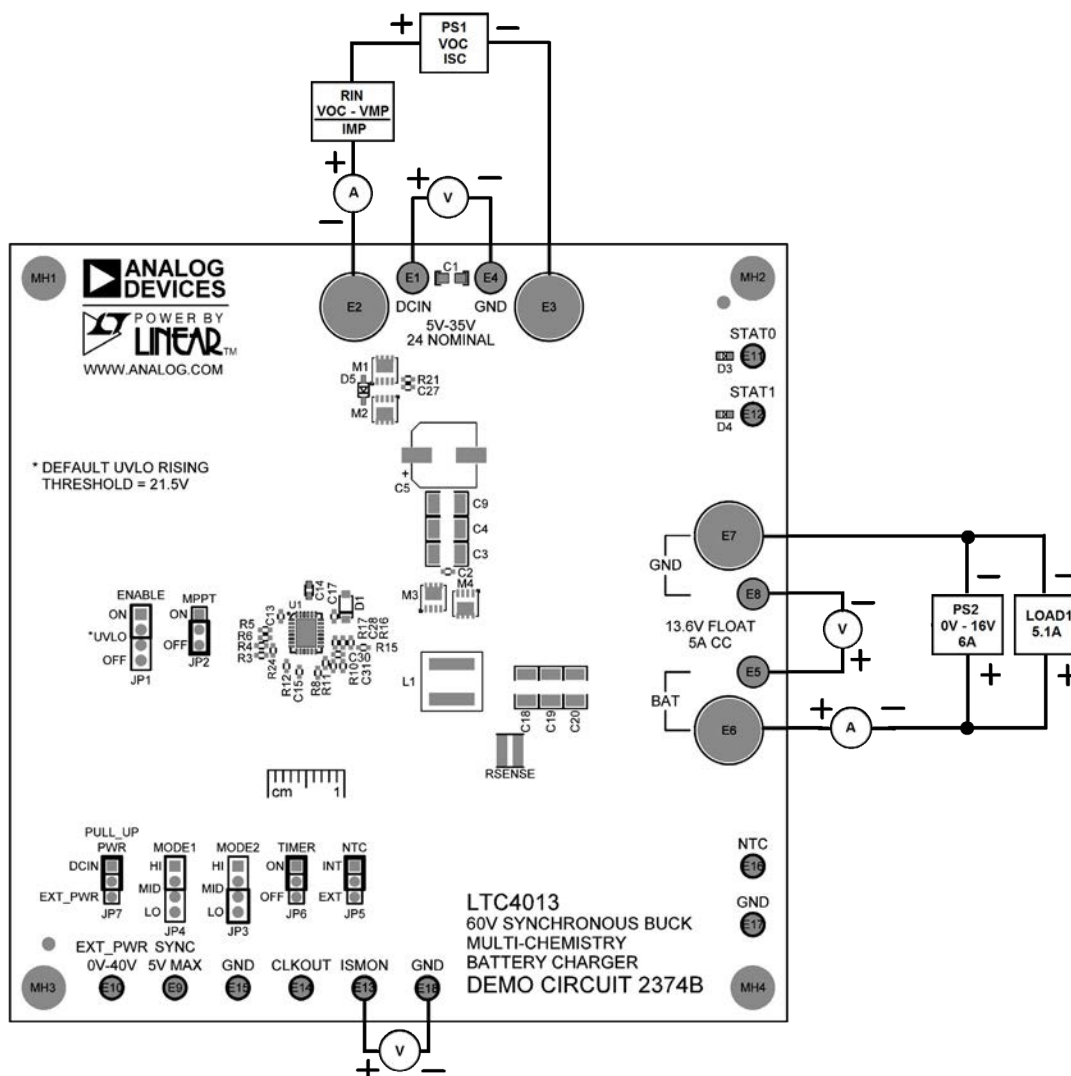 + PS1 −
VOC
ISC
RIN
VOC - VMP
IMP
+
A
−
+ V −
MH1
ANALOG
DEVICES
POWER BY
LINEAR™
WWW.ANALOG.COM
E2
E1
C1
E4
E3
DCIN
GND
5V-35V
24 NOMINAL
MH2
STAT0
E11
D3
STAT1
E12
D4
M1
D5
R21
C27
M2
* DEFAULT UVLO RISING
THRESHOLD = 21.5V
+
C5
C9
C4
C3
C2
M3
M4
E7
GND
E8
13.6V FLOAT
5A CC
E5
BAT
E6
−
V
+
+ A −
−
PS2
0V - 16V
6A
+
−
LOAD1
5.1A
+
ENABLE
ON
*UVLO
OFF
JP1
MPPT
ON
OFF
JP2
C14
C17
D1
U1
C13
R5
R6
R4
R3
R24
R12
C15
R8
R11
R10
C31
C30
R17
C28
R16
R15
L1
C18
C19
C20
RSENSE
cm 1
PULL_UP
PWR
DCIN
EXT_PWR
JP7
MODE1
HI
MID
LO
JP4
MODE2
HI
MID
LO
JP3
TIMER
ON
OFF
JP6
NTC
INT
EXT
JP5
NTC
E16
GND
E17
LTC4013
60V SYNCHRONOUS BUCK
MULTI-CHEMISTRY
BATTERY CHARGER
DEMO CIRCUIT 2374B
MH3
EXT_PWR
0V-40V
E10
SYNC
5V MAX
E9
GND
E15
CLKOUT
E14
ISMON
E13
GND
E18
MH4
+ V −